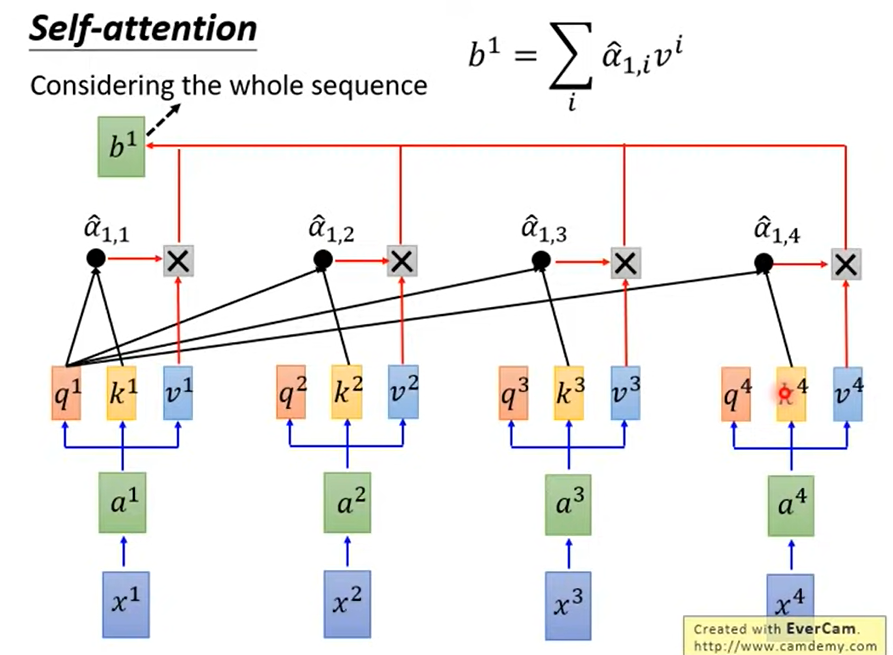 Self-attention
b¹ = ∑ α̂₁,ᵢvⁱ
i
Considering the whole sequence
b¹
α̂₁,₁ α̂₁,₂ α̂₁,₃ α̂₁,₄
q¹ k¹ v¹ q² k² v² q³ k³ v³ q⁴ k⁴ v⁴
a¹ a² a³ a⁴
x¹ x² x³ x⁴
Created with EverCam.
http://www.camdemy.com